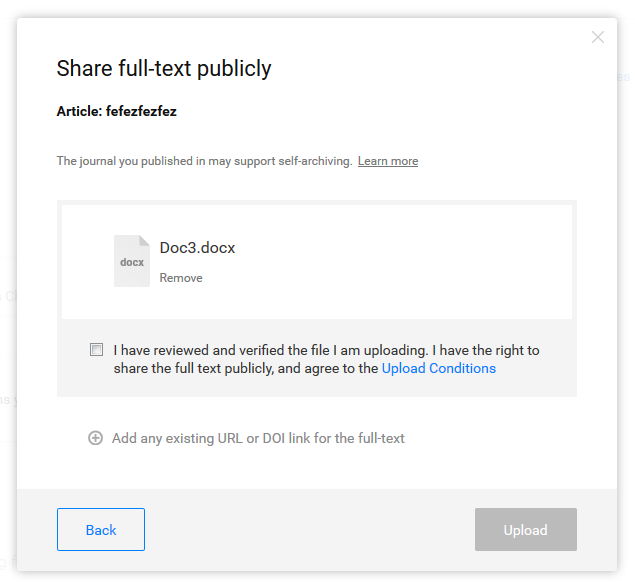 Share full-text publicly
Article: fefezfezfez
The journal you published in may support self-archiving. Learn more
docx
Doc3.docx
Remove
I have reviewed and verified the file I am uploading. I have the right to
share the full text publicly, and agree to the Upload Conditions
Add any existing URL or DOI link for the full-text
Back
Upload